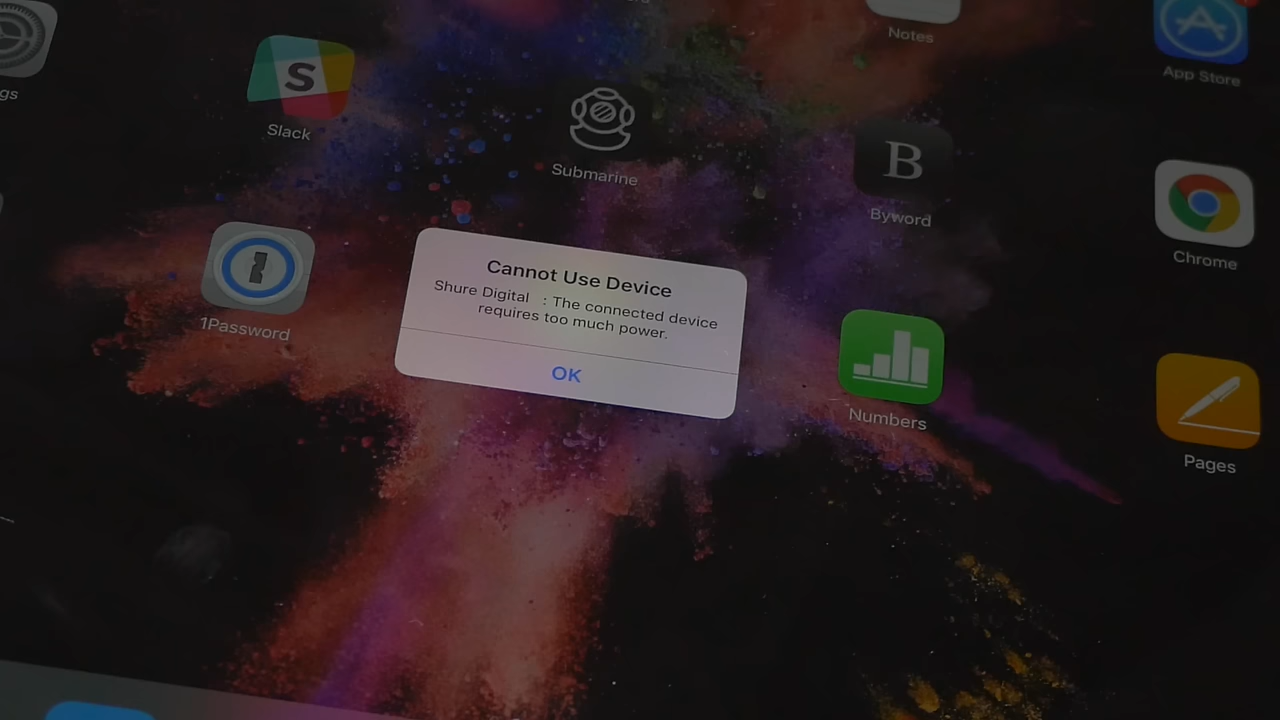 Notes
App Store
gs
Slack
S
Submarine
B
Byword
Chrome
1Password
Cannot Use Device
Shure Digital : The connected device
requires too much power.
OK
Numbers
Pages